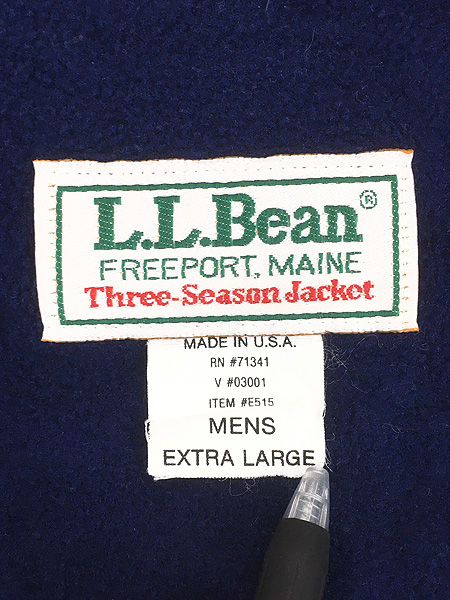 L.L.Bean®
FREEPORT, MAINE
Three-Season Jacket
MADE IN U.S.A.
RN #71341
V #03001
ITEM #E515
MENS
EXTRA LARGE